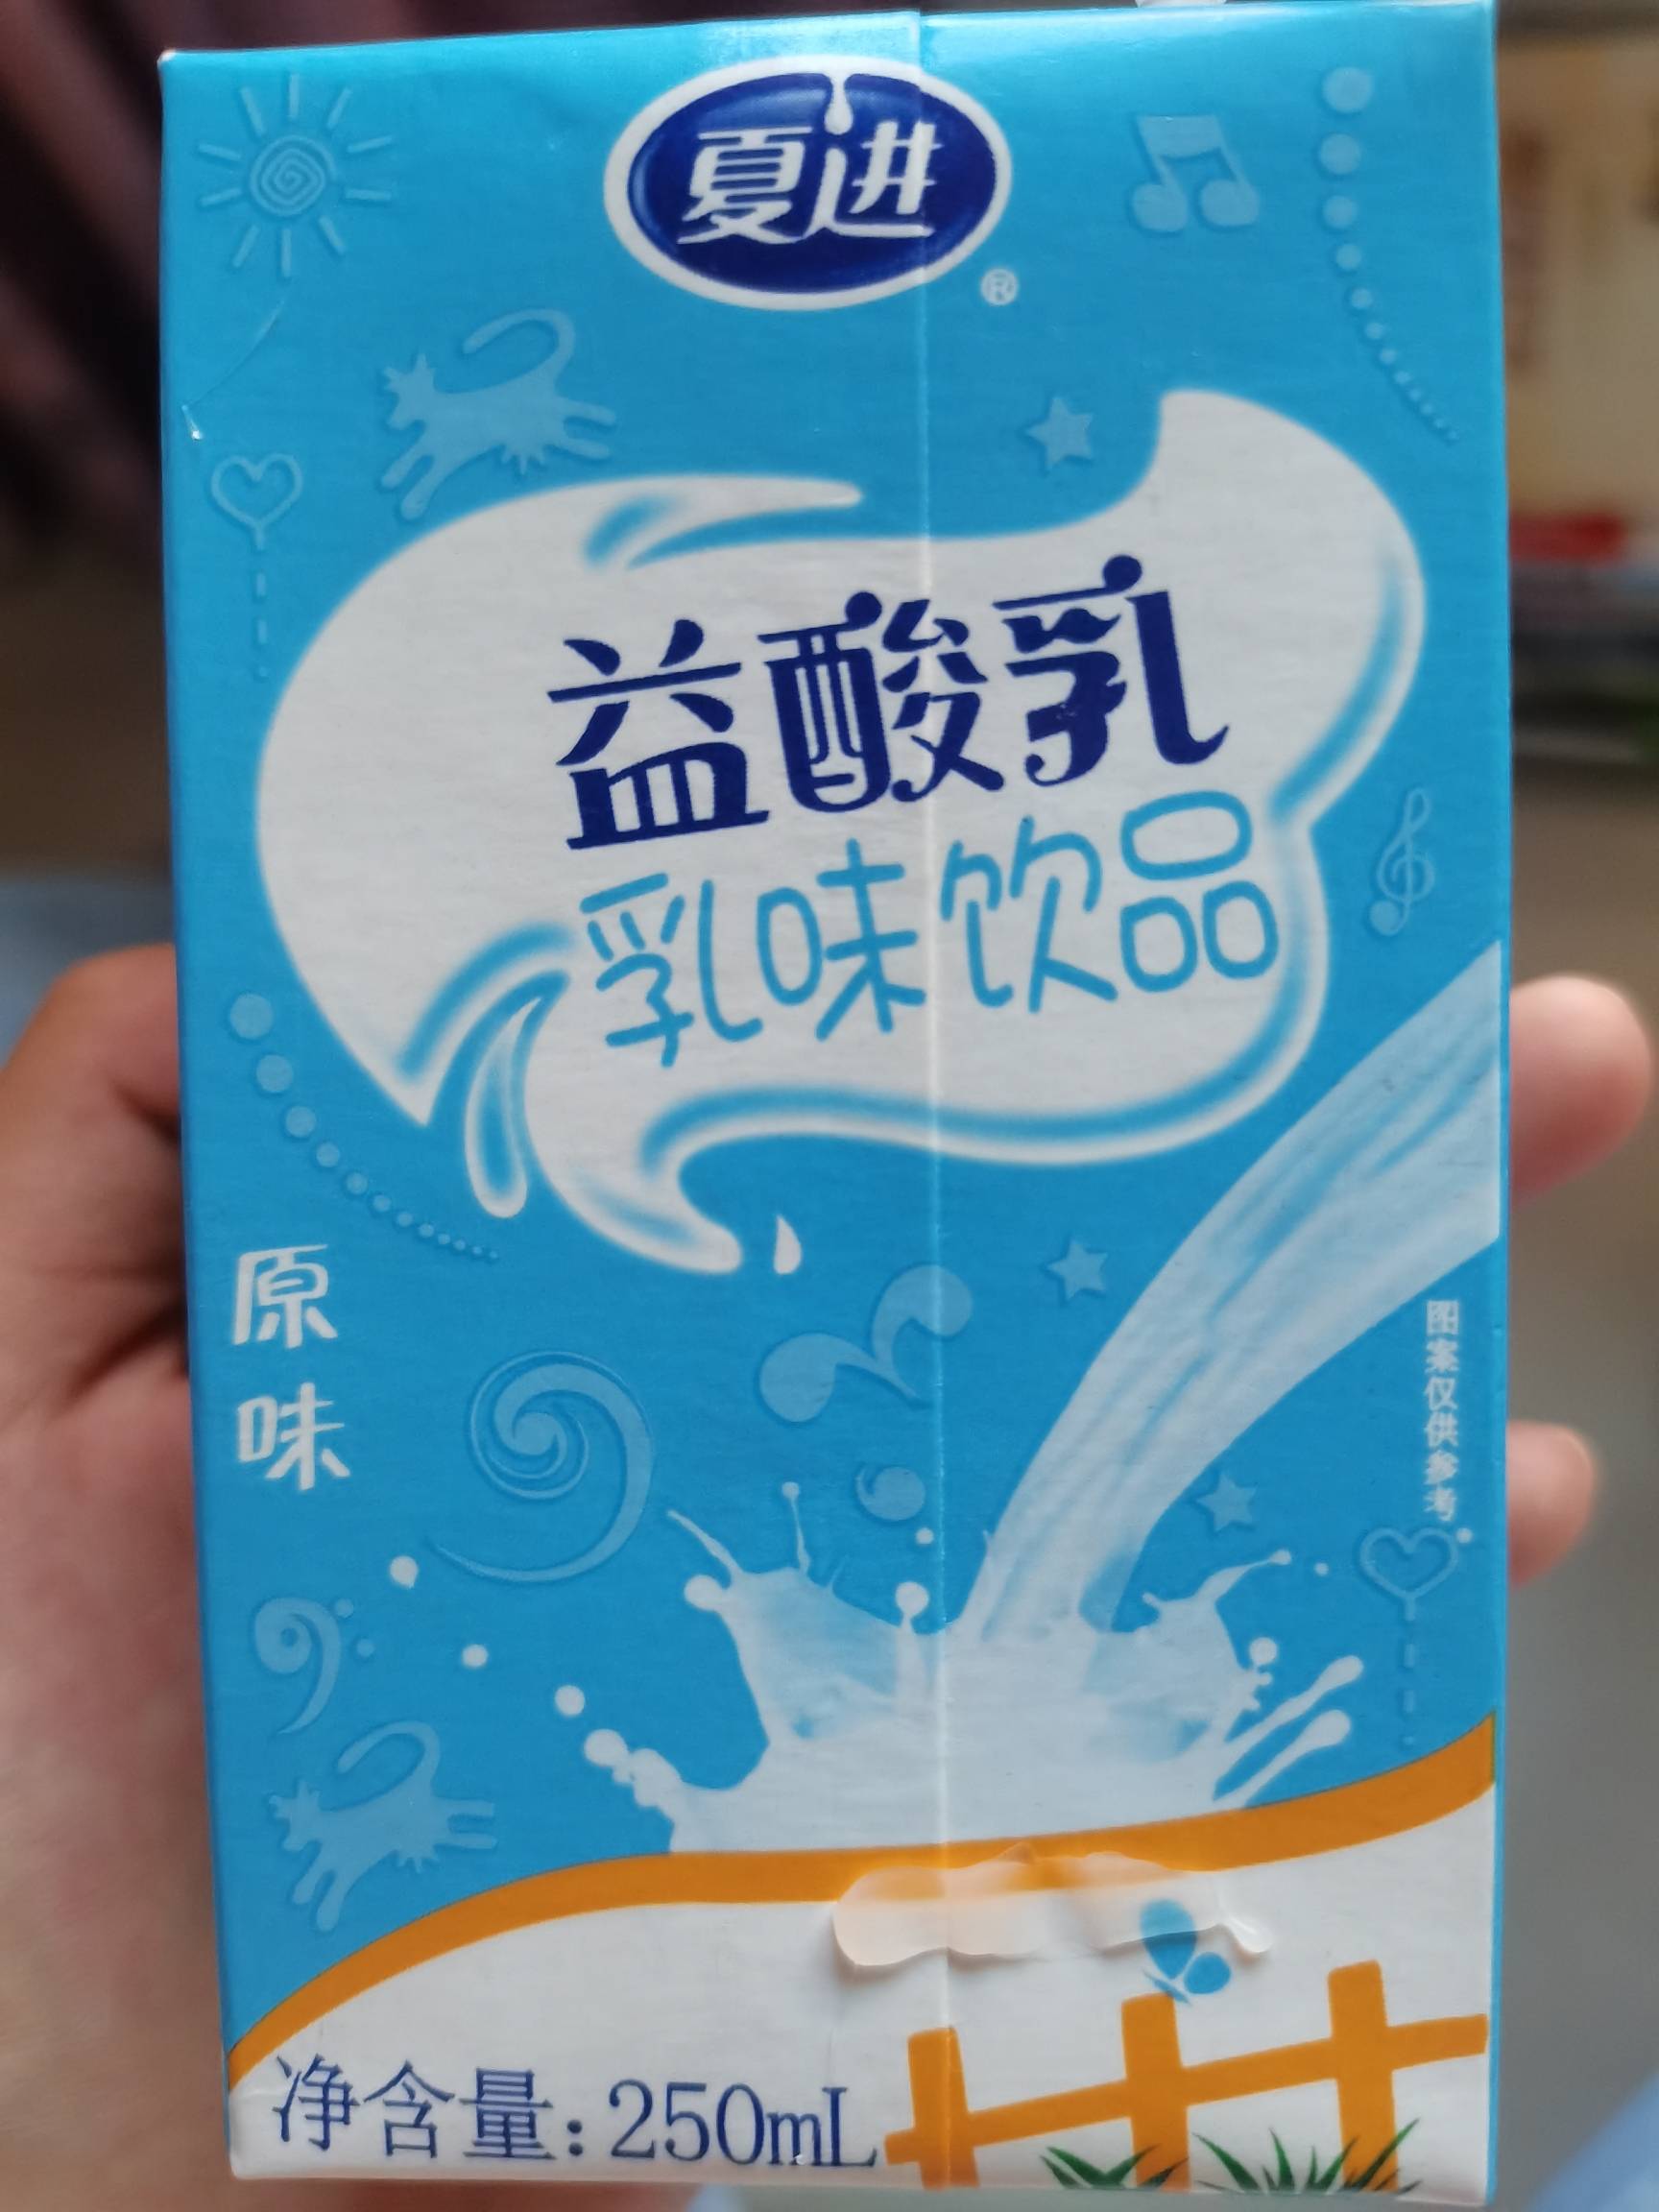 夏进
®
益酸乳
乳味饮品
原味
图案仅供参考
净含量:250mL